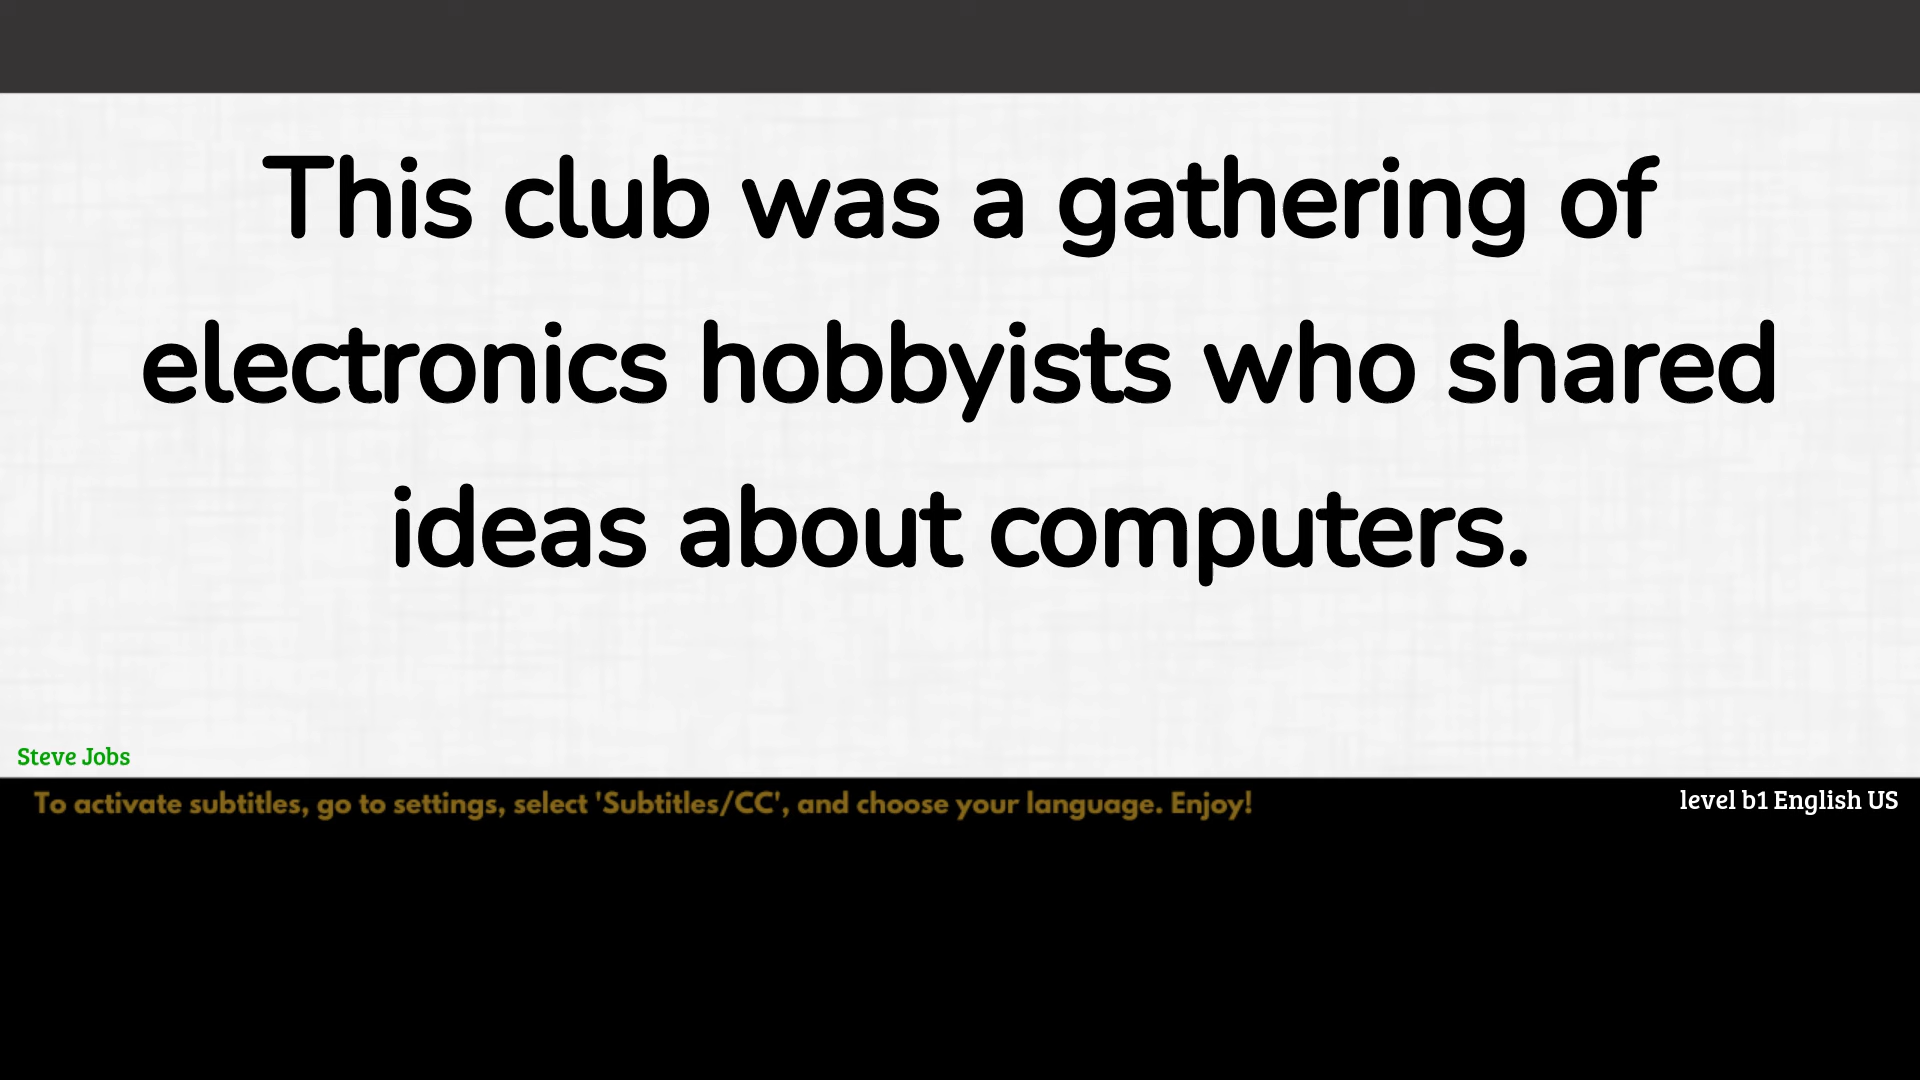 This club was a gathering of
electronics hobbyists who shared
ideas about computers.
Steve Jobs
To activate subtitles, go to settings, select 'Subtitles/CC', and choose your language. Enjoy!
level b1 English US